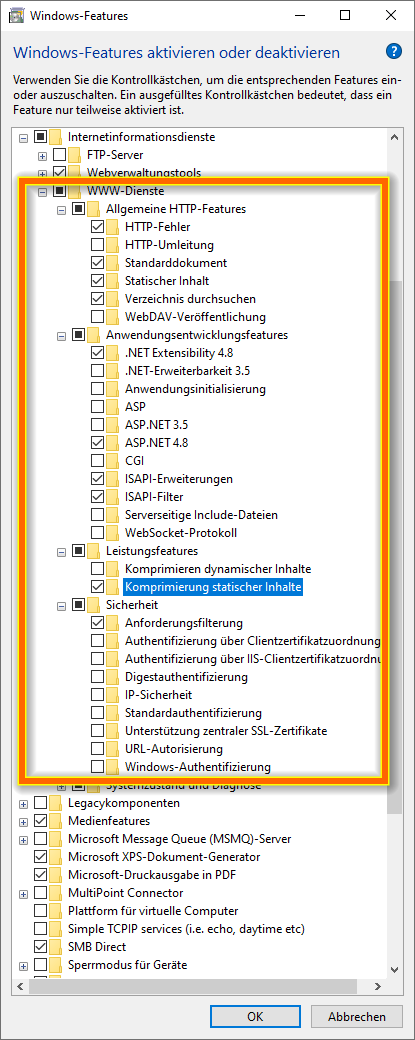 Windows-Features
Windows-Features aktivieren oder deaktivieren
?
Verwenden Sie die Kontrollkästchen, um die entsprechenden Features ein-
oder auszuschalten. Ein ausgefülltes Kontrollkästchen bedeutet, dass ein
Feature nur teilweise aktiviert ist.
Internetinformationsdienste
FTP-Server
Webverwaltungstools
WWW-Dienste
Allgemeine HTTP-Features
HTTP-Fehler
HTTP-Umleitung
Standarddokument
Statischer Inhalt
Verzeichnis durchsuchen
WebDAV-Veröffentlichung
Anwendungsentwicklungsfeatures
.NET Extensibility 4.8
.NET-Erweiterbarkeit 3.5
Anwendungsinitialisierung
ASP
ASP.NET 3.5
ASP.NET 4.8
CGI
ISAPI-Erweiterungen
ISAPI-Filter
Serverseitige Include-Dateien
WebSocket-Protokoll
Leistungsfeatures
Komprimieren dynamischer Inhalte
Komprimierung statischer Inhalte
Sicherheit
Anforderungsfilterung
Authentifizierung über Clientzertifikatzuordnung
Authentifizierung über IIS-Clientzertifikatzuordnu
Digestauthentifizierung
IP-Sicherheit
Standardauthentifizierung
Unterstützung zentraler SSL-Zertifikate
URL-Autorisierung
Windows-Authentifizierung
Systemzustand und Diagnose
Legacykomponenten
Medienfeatures
Microsoft Message Queue (MSMQ)-Server
Microsoft XPS-Dokument-Generator
Microsoft-Druckausgabe in PDF
MultiPoint Connector
Plattform für virtuelle Computer
Simple TCPIP services (i.e. echo, daytime etc)
SMB Direct
Sperrmodus für Geräte
OK
Abbrechen